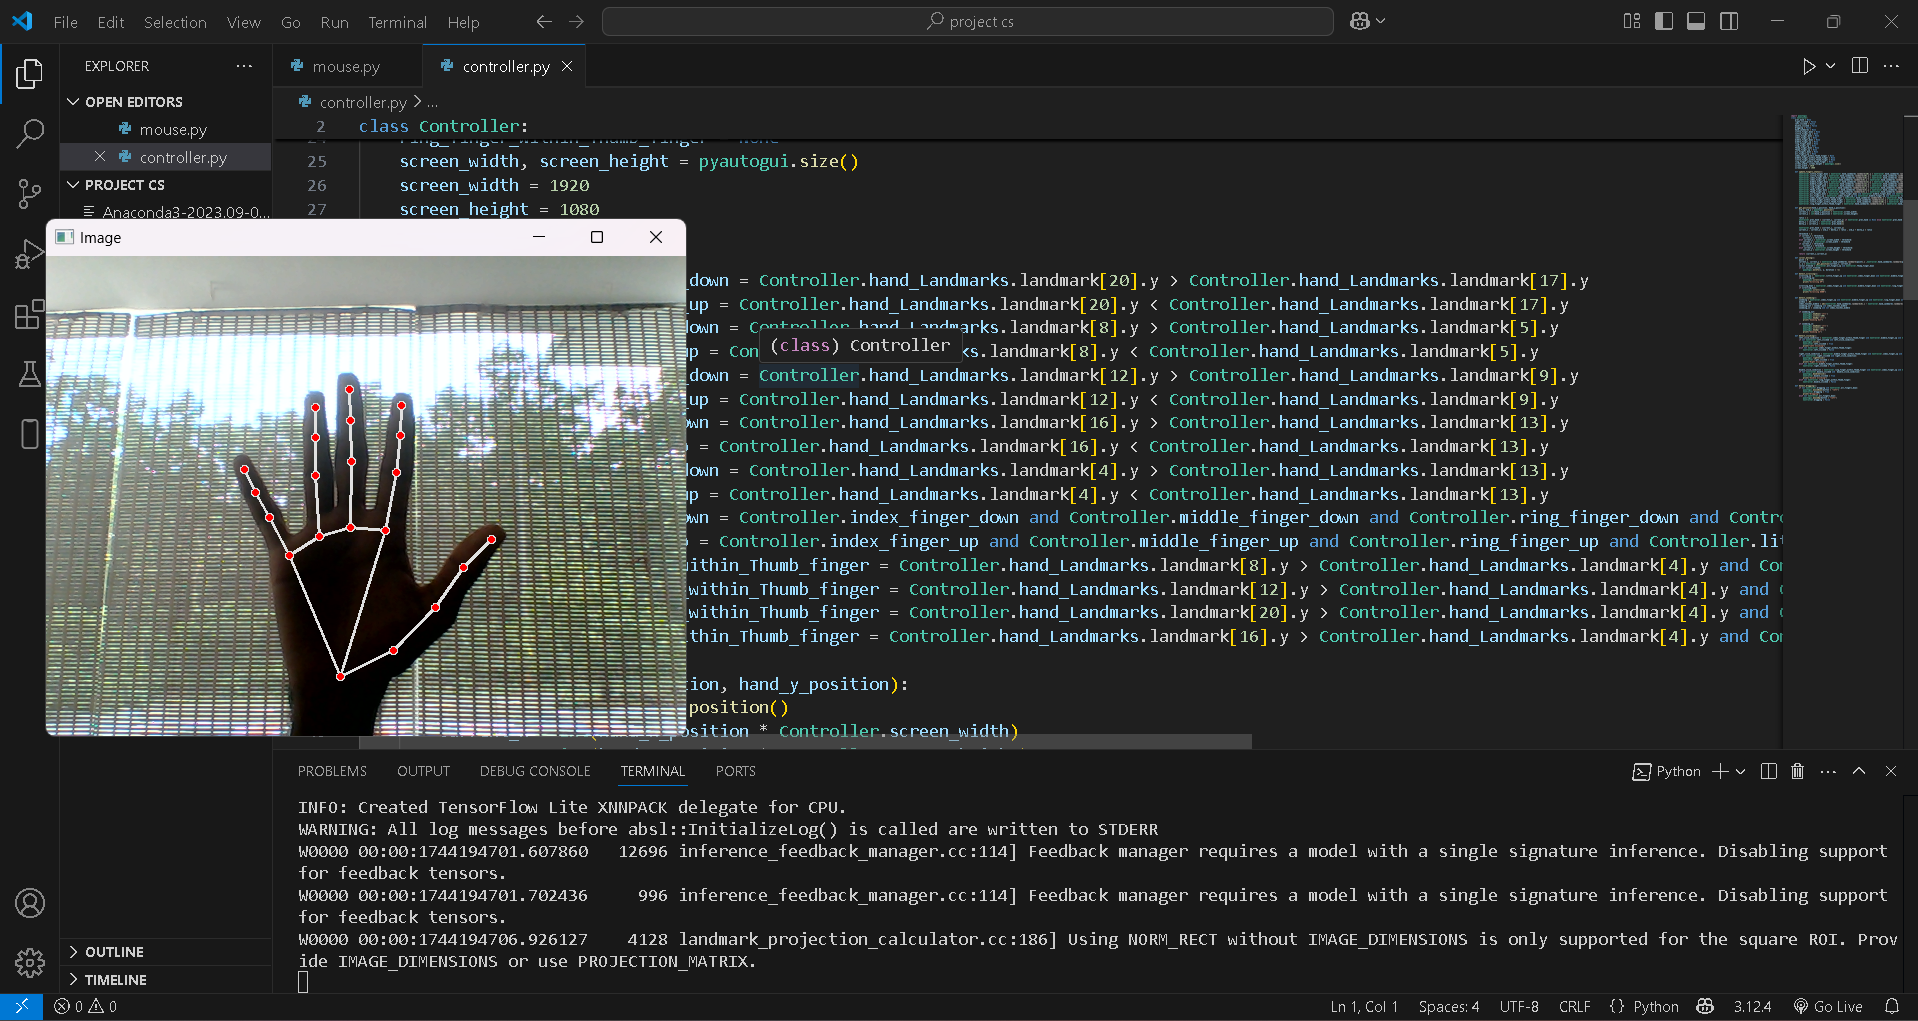 File Edit Selection View Go Run Terminal Help
project cs
EXPLORER
mouse.py
controller.py
OPEN EDITORS
mouse.py
controller.py
PROJECT CS
Anaconda3-2023.09-0...
controller.py > ...
2 class Controller:
25 screen_width, screen_height = pyautogui.size()
26 screen_width = 1920
27 screen_height = 1080
Image
down = Controller.hand_Landmarks.landmark[20].y > Controller.hand_Landmarks.landmark[17].y
up = Controller.hand_Landmarks.landmark[20].y < Controller.hand_Landmarks.landmark[17].y
own = Controller.hand_Landmarks.landmark[8].y > Controller.hand_Landmarks.landmark[5].y
(class) Controller
p = Con s.landmark[8].y < Controller.hand_Landmarks.landmark[5].y
down = Controller.hand_Landmarks.landmark[12].y > Controller.hand_Landmarks.landmark[9].y
up = Controller.hand_Landmarks.landmark[12].y < Controller.hand_Landmarks.landmark[9].y
wn = Controller.hand_Landmarks.landmark[16].y > Controller.hand_Landmarks.landmark[13].y
= Controller.hand_Landmarks.landmark[16].y < Controller.hand_Landmarks.landmark[13].y
own = Controller.hand_Landmarks.landmark[4].y > Controller.hand_Landmarks.landmark[13].y
up = Controller.hand_Landmarks.landmark[4].y < Controller.hand_Landmarks.landmark[13].y
wn = Controller.index_finger_down and Controller.middle_finger_down and Controller.ring_finger_down and Contro
= Controller.index_finger_up and Controller.middle_finger_up and Controller.ring_finger_up and Controller.lit
ithin_Thumb_finger = Controller.hand_Landmarks.landmark[8].y > Controller.hand_Landmarks.landmark[4].y and Co
within_Thumb_finger = Controller.hand_Landmarks.landmark[12].y > Controller.hand_Landmarks.landmark[4].y and
within_Thumb_finger = Controller.hand_Landmarks.landmark[20].y > Controller.hand_Landmarks.landmark[4].y and
ithin_Thumb_finger = Controller.hand_Landmarks.landmark[16].y > Controller.hand_Landmarks.landmark[4].y and Co
tion, hand_y_position):
position()
position * Controller.screen_width)
PROBLEMS OUTPUT DEBUG CONSOLE TERMINAL PORTS
Python
INFO: Created TensorFlow Lite XNNPACK delegate for CPU.
WARNING: All log messages before absl::InitializeLog() is called are written to STDERR
W0000 00:00:1744194701.607860 12696 inference_feedback_manager.cc:114] Feedback manager requires a model with a single signature inference. Disabling support
for feedback tensors.
W0000 00:00:1744194701.702436 996 inference_feedback_manager.cc:114] Feedback manager requires a model with a single signature inference. Disabling support
for feedback tensors.
W0000 00:00:1744194706.926127 4128 landmark_projection_calculator.cc:186] Using NORM_RECT without IMAGE_DIMENSIONS is only supported for the square ROI. Prov
ide IMAGE_DIMENSIONS or use PROJECTION_MATRIX.
OUTLINE
TIMELINE
0 0
Ln 1, Col 1 Spaces: 4 UTF-8 CRLF {} Python 3.12.4 Go Live